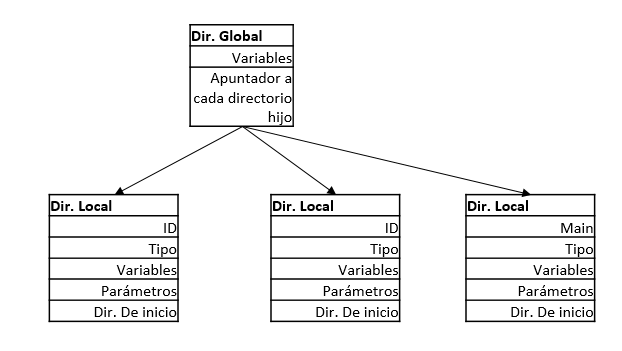 Dir. Global
Variables
Apuntador a
cada directorio
hijo
Dir. Local
ID
Tipo
Variables
Parámetros
Dir. De inicio
Dir. Local
ID
Tipo
Variables
Parámetros
Dir. De inicio
Dir. Local
Main
Tipo
Variables
Parámetros
Dir. De inicio